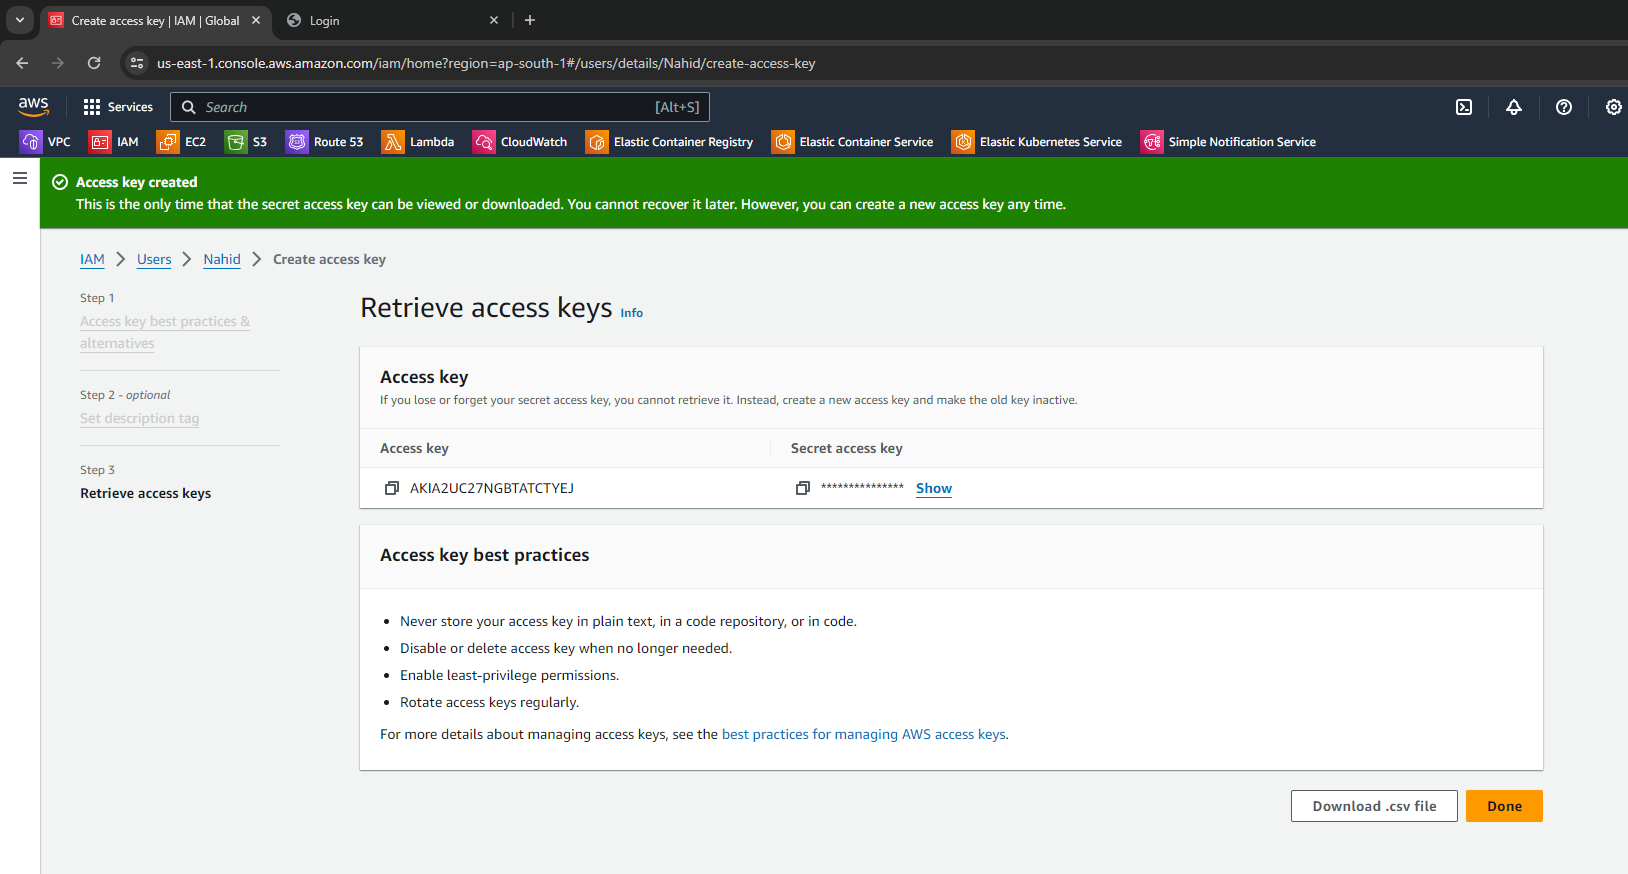 Create access key | IAM | Global
Login
us-east-1.console.aws.amazon.com/iam/home?region=ap-south-1#/users/details/Nahid/create-access-key
aws
Services
Search
[Alt+S]
VPC
IAM
EC2
S3
Route 53
Lambda
CloudWatch
Elastic Container Registry
Elastic Container Service
Elastic Kubernetes Service
Simple Notification Service
Access key created
This is the only time that the secret access key can be viewed or downloaded. You cannot recover it later. However, you can create a new access key any time.
IAM > Users > Nahid > Create access key
Step 1
Access key best practices &
alternatives
Step 2 - optional
Set description tag
Step 3
Retrieve access keys
Retrieve access keys Info
Access key
If you lose or forget your secret access key, you cannot retrieve it. Instead, create a new access key and make the old key inactive.
Access key
Secret access key
AKIA2UC27NGBTATCTYEJ
*************** Show
Access key best practices
• Never store your access key in plain text, in a code repository, or in code.
• Disable or delete access key when no longer needed.
• Enable least-privilege permissions.
• Rotate access keys regularly.
For more details about managing access keys, see the best practices for managing AWS access keys.
Download .csv file
Done